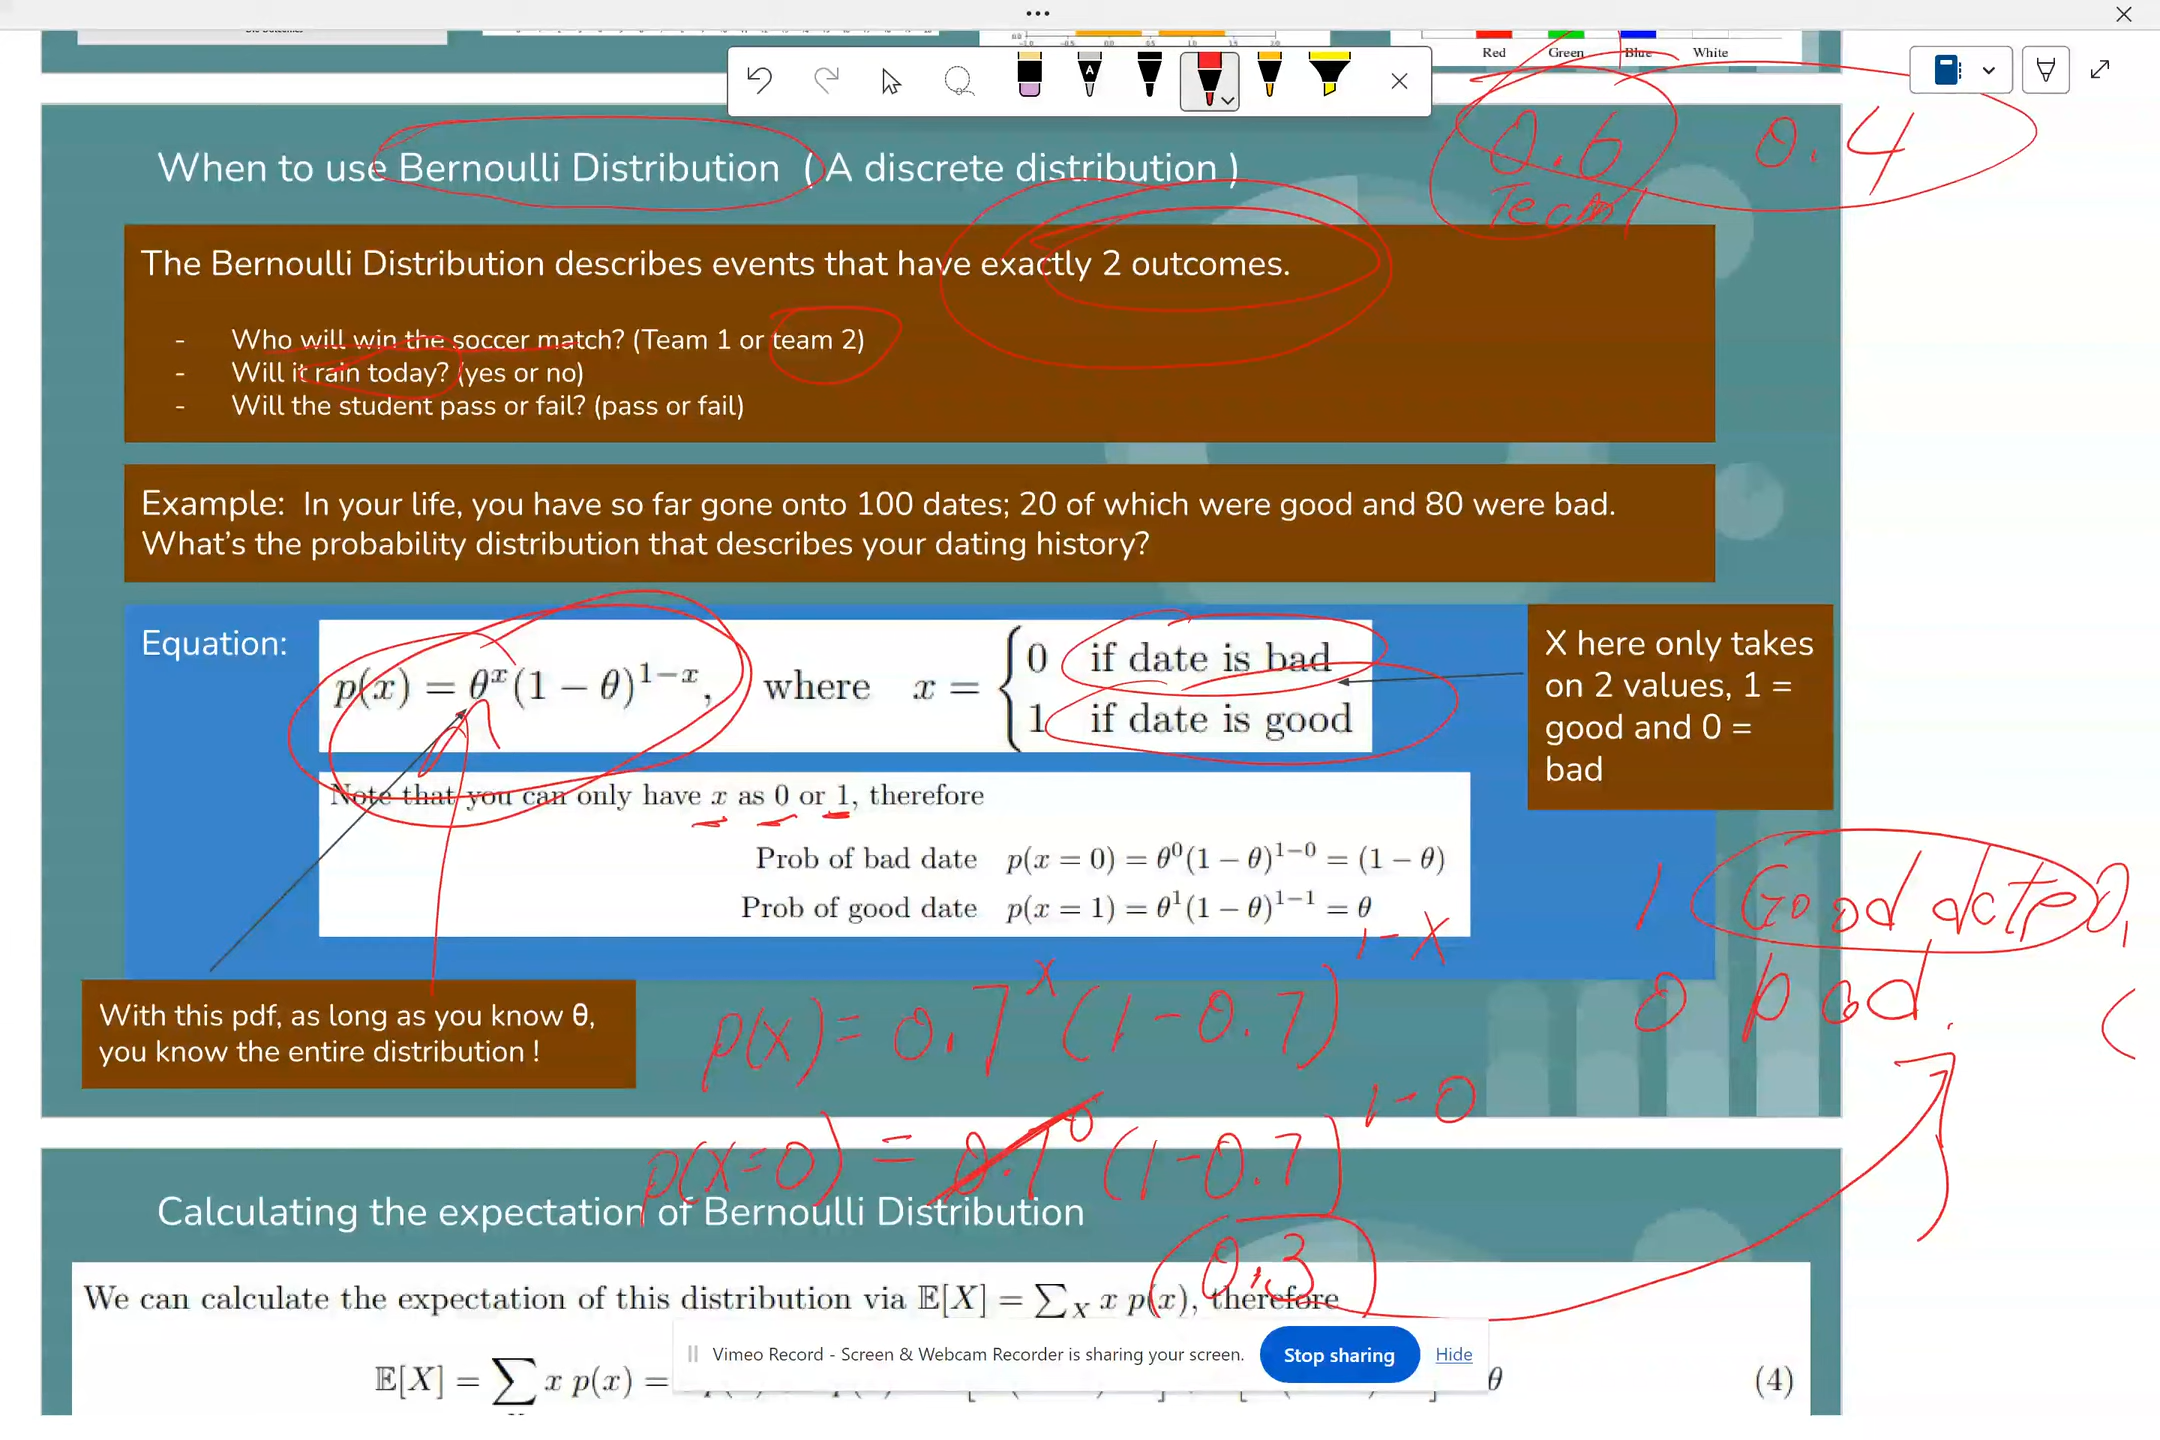 Red Green Blue White
0.6 0.4
Team 1
When to use Bernoulli Distribution ( A discrete distribution )
The Bernoulli Distribution describes events that have exactly 2 outcomes.
- Who will win the soccer match? (Team 1 or team 2)
- Will it rain today? (yes or no)
- Will the student pass or fail? (pass or fail)
Example: In your life, you have so far gone onto 100 dates; 20 of which were good and 80 were bad.
What's the probability distribution that describes your dating history?
Equation:
p(x) = θ^x (1 − θ)^{1−x}, where x = { 0 if date is bad
1 if date is good
X here only takes
on 2 values, 1 =
good and 0 =
bad
Note that you can only have x as 0 or 1, therefore
Prob of bad date p(x = 0) = θ^0 (1 − θ)^{1−0} = (1 − θ)
Prob of good date p(x = 1) = θ^1 (1 − θ)^{1−1} = θ
1 Good date 0,
0 bad.
With this pdf, as long as you know θ,
you know the entire distribution !
p(x) = 0.7^x (1 − 0.7)^{1−x}
p(x=0) = 0.7^0 (1 − 0.7)^{1−0}
0.3
Calculating the expectation of Bernoulli Distribution
We can calculate the expectation of this distribution via 𝔼[X] = ∑_X x p(x), therefore
𝔼[X] = ∑ x p(x) = θ (4)
Vimeo Record - Screen & Webcam Recorder is sharing your screen. Stop sharing Hide